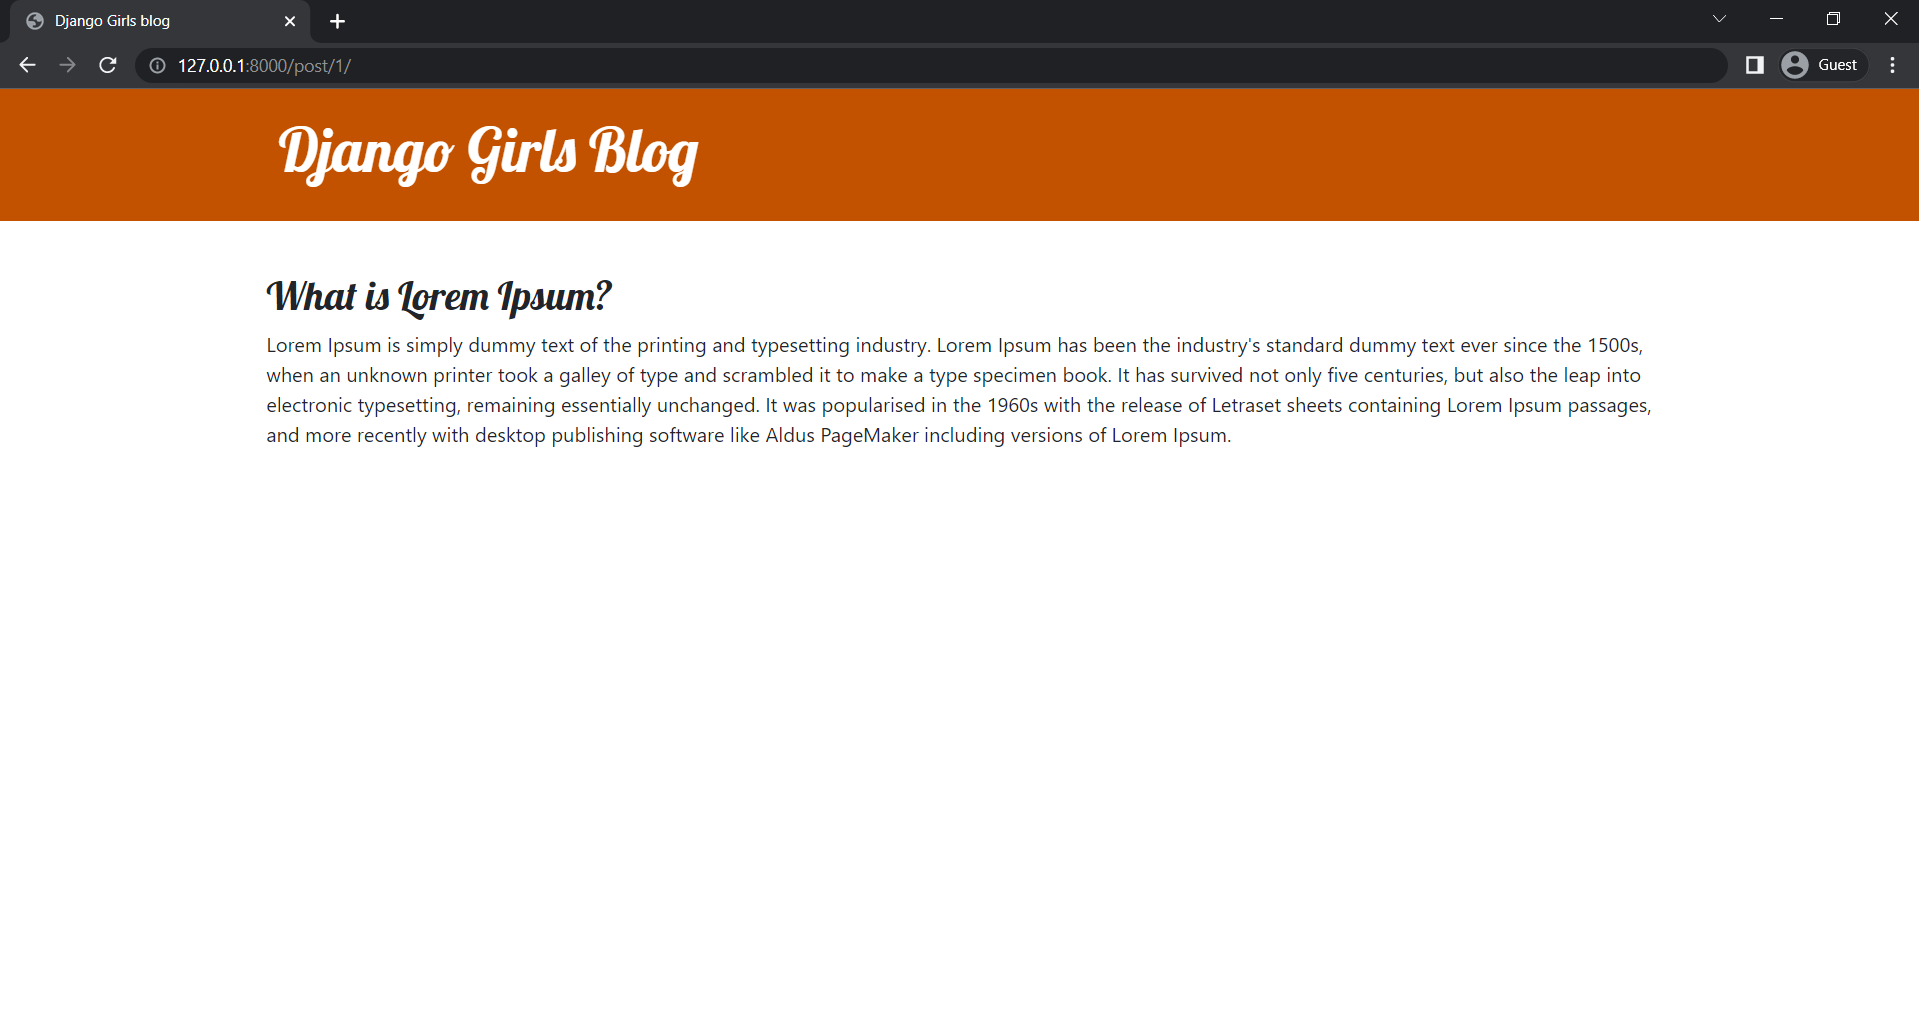 Django Girls blog
127.0.0.1:8000/post/1/
Guest
Django Girls Blog
What is Lorem Ipsum?
Lorem Ipsum is simply dummy text of the printing and typesetting industry. Lorem Ipsum has been the industry's standard dummy text ever since the 1500s,
when an unknown printer took a galley of type and scrambled it to make a type specimen book. It has survived not only five centuries, but also the leap into
electronic typesetting, remaining essentially unchanged. It was popularised in the 1960s with the release of Letraset sheets containing Lorem Ipsum passages,
and more recently with desktop publishing software like Aldus PageMaker including versions of Lorem Ipsum.